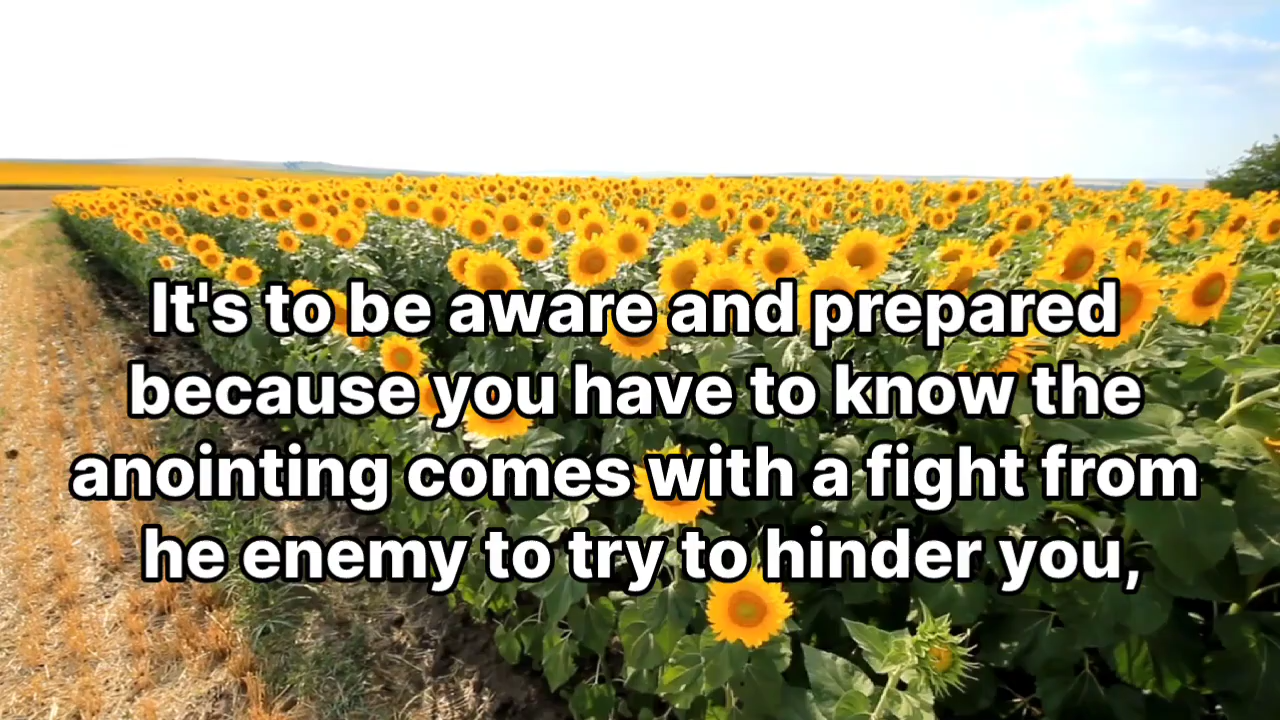 It's to be aware and prepared
because you have to know the
anointing comes with a fight from
he enemy to try to hinder you,